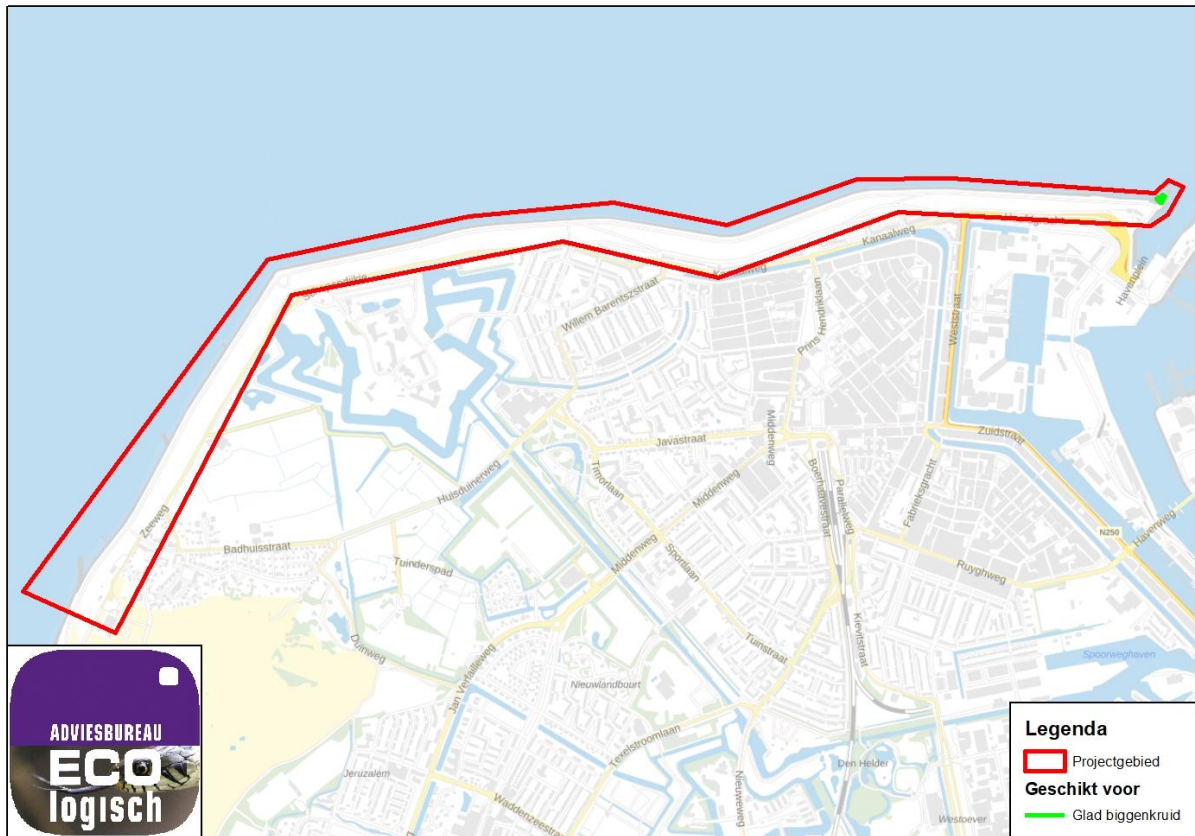 Kanaalweg
Kanaalweg
Havenplein
Willem Barentszstraat
Prins Hendriklaan
Weststraat
Middenweg
Javastraat
Zuidstraat
Huisduinerweg
Timorlaan
Middenweg
Boerhaavestraat
Parallelweg
Fabrieksgracht
Zeeweg
Badhuisstraat
Tuinderspad
Middenweg
Sportlaan
N250
Havenweg
Ruyghweg
Duinweg
Tuinstraat
Kievitstraat
Jan Verfailleweg
Nieuwlandbuurt
Spoorweghaven
Texelstroomlaan
Jeruzalem
Waddenzeestraat
Nieuweweg
Den Helder
Westoever
ADVIESBUREAU
ECO
logisch
Legenda
Projectgebied
Geschikt voor
Glad biggenkruid